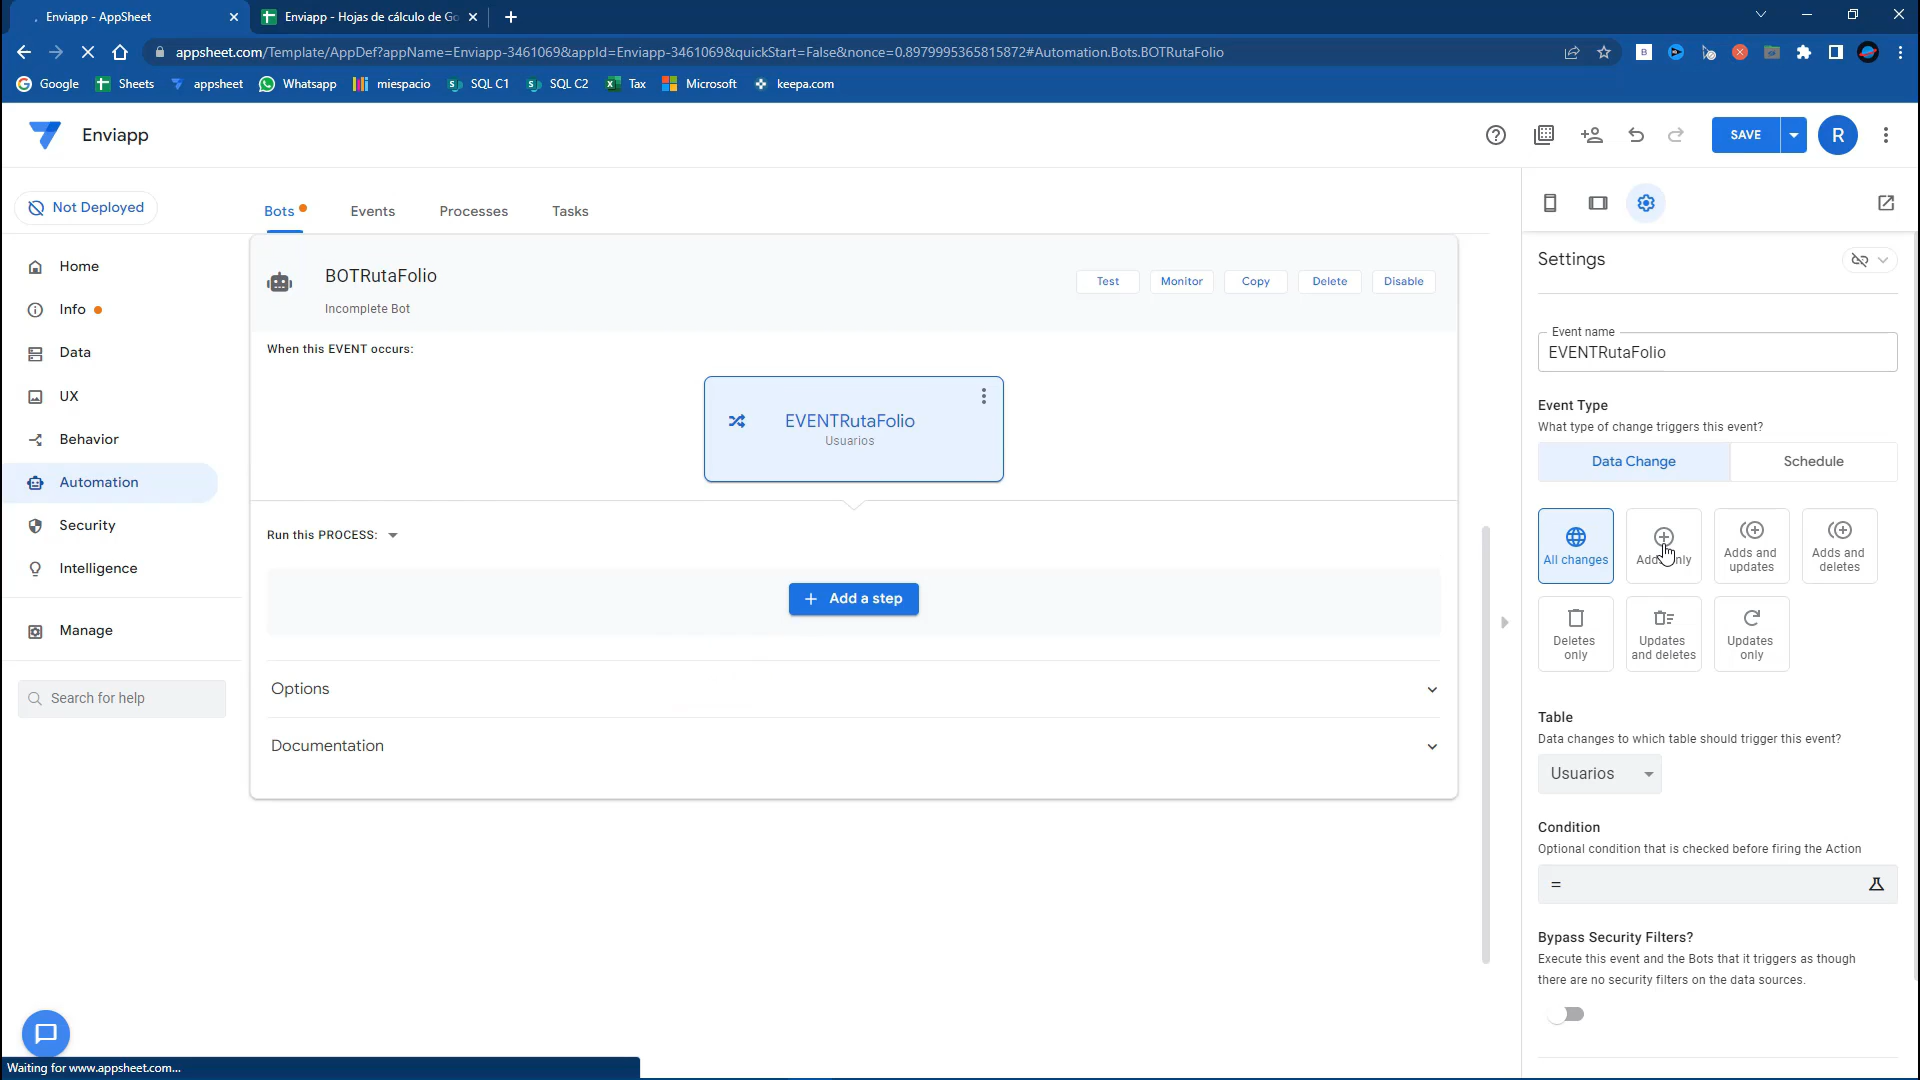 Enviapp - AppSheet
Enviapp - Hojas de cálculo de Go
appsheet.com/Template/AppDef?appName=Enviapp-3461069&appId=Enviapp-3461069&quickStart=False&nonce=0.8979995365815872#Automation.Bots.BOTRutaFolio
Google
Sheets
appsheet
Whatsapp
miespacio
SQL C1
SQL C2
Tax
Microsoft
keepa.com
Enviapp
SAVE
R
Not Deployed
Bots
Events
Processes
Tasks
Home
Info
Data
UX
Behavior
Automation
Security
Intelligence
Manage
Search for help
BOTRutaFolio
Incomplete Bot
Test
Monitor
Copy
Delete
Disable
When this EVENT occurs:
EVENTRutaFolio
Usuarios
Run this PROCESS:
+ Add a step
Options
Documentation
Settings
Event name
EVENTRutaFolio
Event Type
What type of change triggers this event?
Data Change
Schedule
All changes
Adds only
Adds and
updates
Adds and
deletes
Deletes
only
Updates
and deletes
Updates
only
Table
Data changes to which table should trigger this event?
Usuarios
Condition
Optional condition that is checked before firing the Action
=
Bypass Security Filters?
Execute this event and the Bots that it triggers as though
there are no security filters on the data sources.
Waiting for www.appsheet.com...